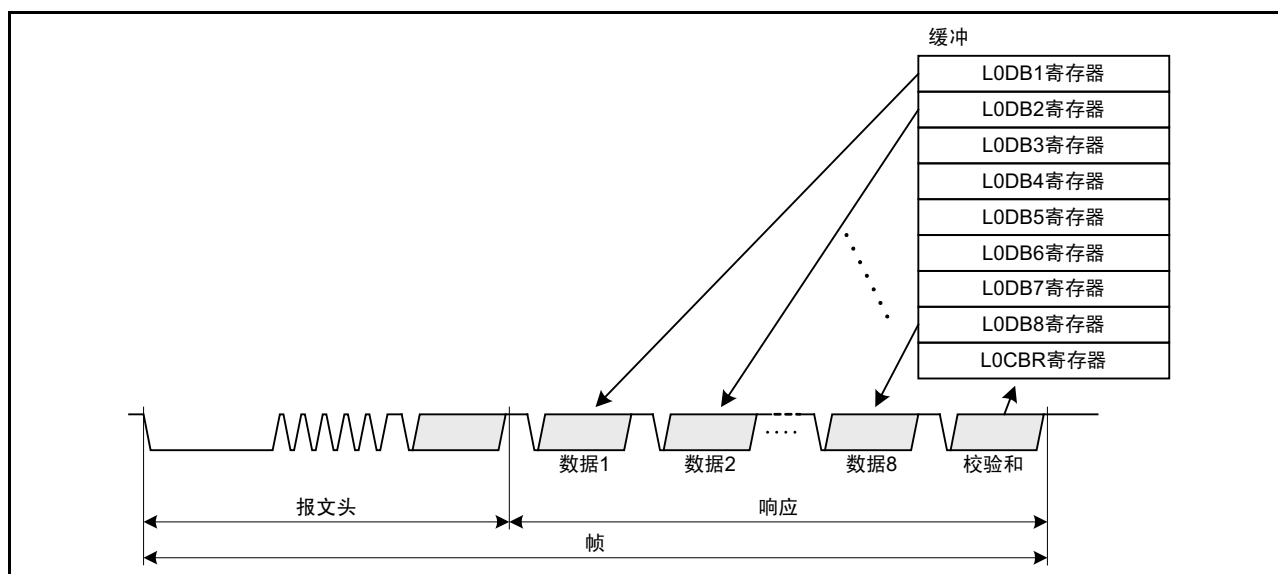 缓冲
L0DB1寄存器
L0DB2寄存器
L0DB3寄存器
L0DB4寄存器
L0DB5寄存器
L0DB6寄存器
L0DB7寄存器
L0DB8寄存器
L0CBR寄存器
数据1 数据2 数据8 校验和
报文头 响应
帧